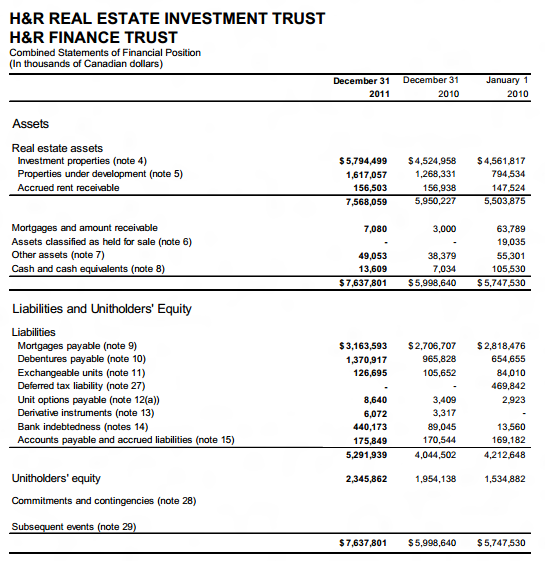 H&R REAL ESTATE INVESTMENT TRUST
H&R FINANCE TRUST
Combined Statements of Financial Position
(In thousands of Canadian dollars)
December 31 December 31 January 1
2011 2010 2010
Assets
Real estate assets
Investment properties (note 4) $5,794,499 $4,524,958 $4,561,817
Properties under development (note 5) 1,617,057 1,268,331 794,534
Accrued rent receivable 156,503 156,938 147,524
7,568,059 5,950,227 5,503,875
Mortgages and amount receivable 7,080 3,000 63,789
Assets classified as held for sale (note 6) - - 19,035
Other assets (note 7) 49,053 38,379 55,301
Cash and cash equivalents (note 8) 13,609 7,034 105,530
$7,637,801 $5,998,640 $5,747,530
Liabilities and Unitholders' Equity
Liabilities
Mortgages payable (note 9) $3,163,593 $2,706,707 $2,818,476
Debentures payable (note 10) 1,370,917 965,828 654,655
Exchangeable units (note 11) 126,695 105,652 84,010
Deferred tax liability (note 27) - - 469,842
Unit options payable (note 12(a)) 8,640 3,409 2,923
Derivative instruments (note 13) 6,072 3,317 -
Bank indebtedness (notes 14) 440,173 89,045 13,560
Accounts payable and accrued liabilities (note 15) 175,849 170,544 169,182
5,291,939 4,044,502 4,212,648
Unitholders' equity 2,345,862 1,954,138 1,534,882
Commitments and contingencies (note 28)
Subsequent events (note 29)
$7,637,801 $5,998,640 $5,747,530